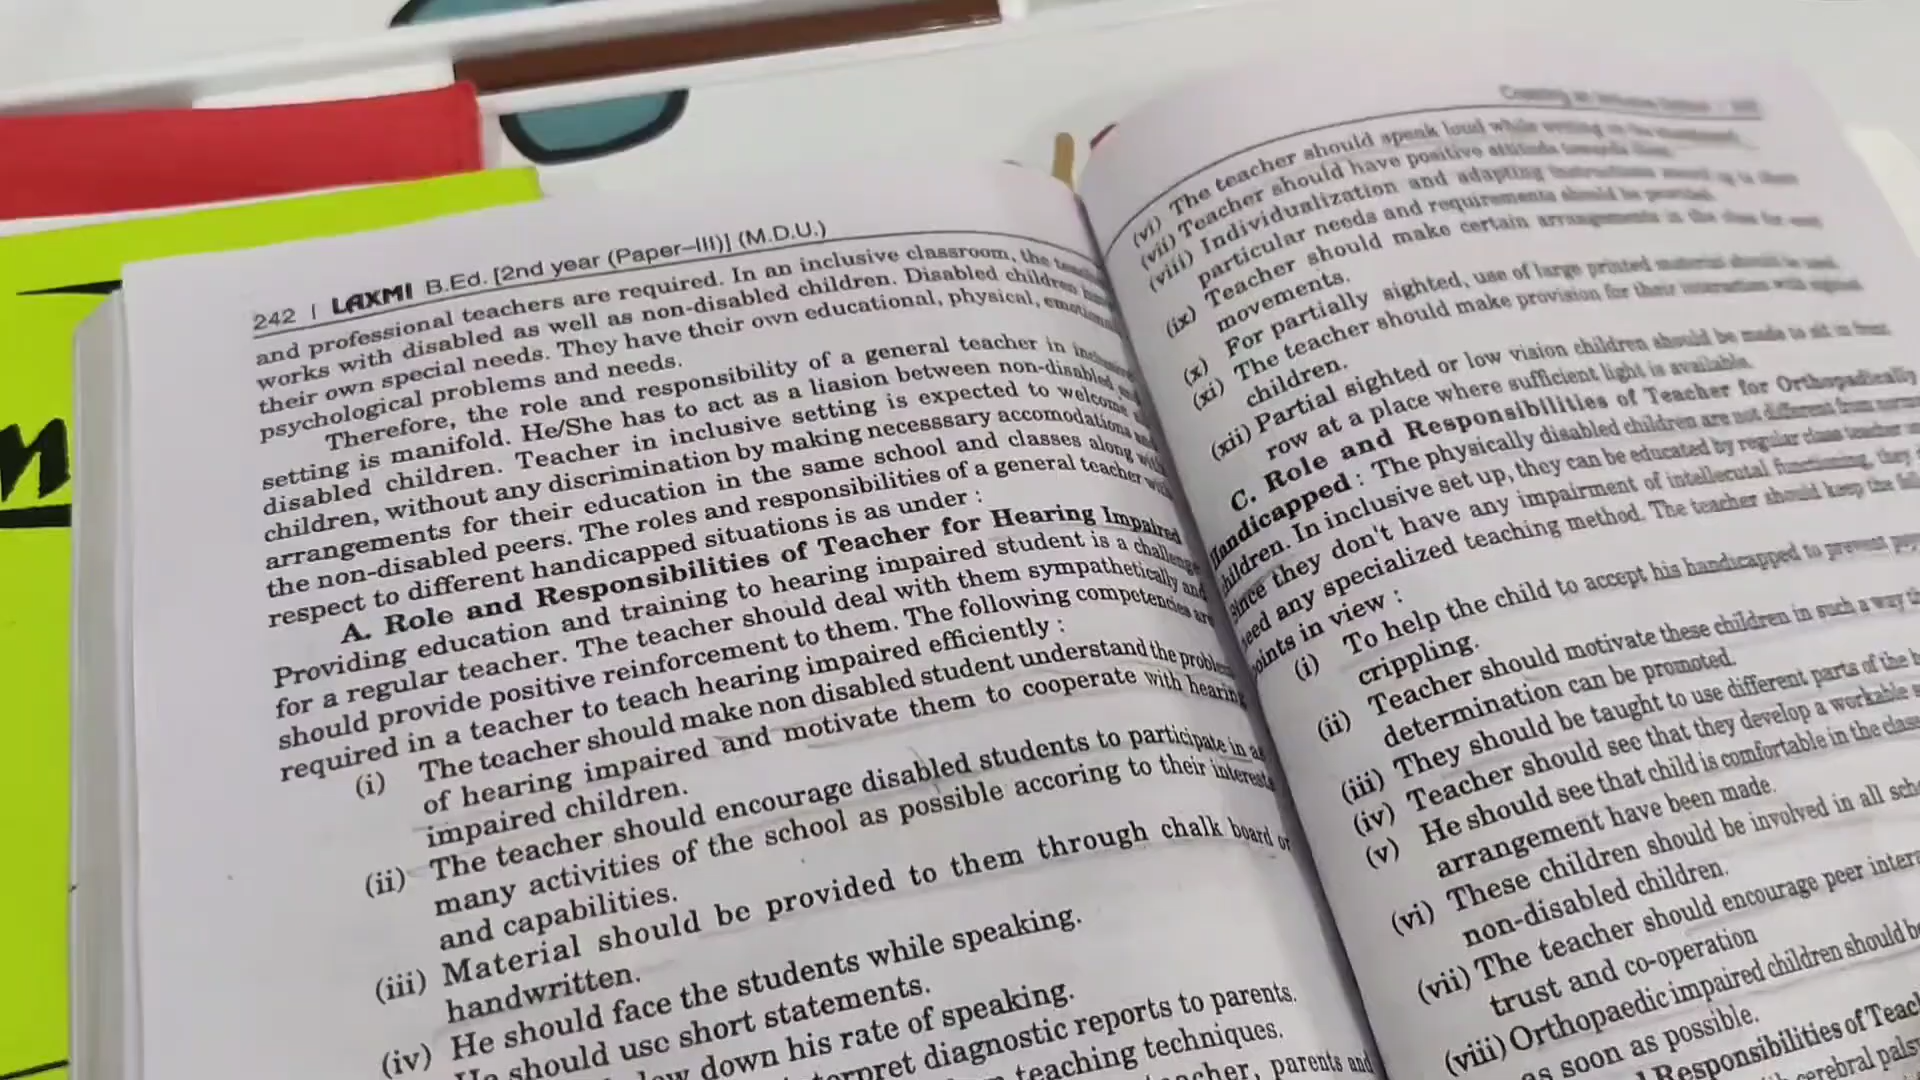 242 | LAXMI B.Ed. [2nd year (Paper–III)] (M.D.U.)
and professional teachers are required. In an inclusive classroom, the
works with disabled as well as non-disabled children. Disabled children
their own special needs. They have their own educational, physical,
psychological problems and needs.
Therefore, the role and responsibility of a general teacher in
setting is manifold. He/She has to act as a liasion between non-disabled
disabled children. Teacher in inclusive setting is expected to welcome
children, without any discrimination by making necesssary accomodations
arrangements for their education in the same school and classes along
the non-disabled peers. The roles and responsibilities of a general teacher
respect to different handicapped situations is as under :
A. Role and Responsibilities of Teacher for Hearing Impaired
Providing education and training to hearing impaired student is a challenge
for a regular teacher. The teacher should deal with them sympathetically and
should provide positive reinforcement to them. The following competencies are
required in a teacher to teach hearing impaired efficiently :
(i) The teacher should make non disabled student understand the
of hearing impaired and motivate them to cooperate with hearing
impaired children.
(ii) The teacher should encourage disabled students to participate in
many activities of the school as possible accoring to their interests
and capabilities.
(iii) Material should be provided to them through chalk board or
handwritten.
(iv) He should face the students while speaking.
should use short statements.
down his rate of speaking.
diagnostic reports to parents.
teaching techniques.
parents and
(vi) The teacher should speak loud while
(vii) Teacher should have positive attitude
(viii) Individualization and adapting
particular needs and requirements should be
(ix) Teacher should make certain arrangements in the class for
movements.
(x) For partially sighted, use of large printed material should be
(xi) The teacher should make provision for their interaction with
children.
(xii) Partial sighted or low vision children should be made to sit in front
row at a place where sufficient light is available.
C. Role and Responsibilities of Teacher for Orthopadically
Handicapped : The physically disabled children are not different from
children. In inclusive set up, they can be educated by regular class teacher
since they don't have any impairment of intellecutal functioning, they
need any specialized teaching method. The teacher should keep the
points in view :
(i) To help the child to accept his handicapped to prevent
crippling.
(ii) Teacher should motivate these children in such a way
determination can be promoted.
(iii) They should be taught to use different parts of the
(iv) Teacher should see that they develop a workable
(v) He should see that child is comfortable in the
arrangement have been made.
(vi) These children should be involved in all
non-disabled children.
(vii) The teacher should encourage peer
trust and co-operation
(viii) Orthopaedic impaired children should
as soon as possible.
Responsibilities of
cerebral